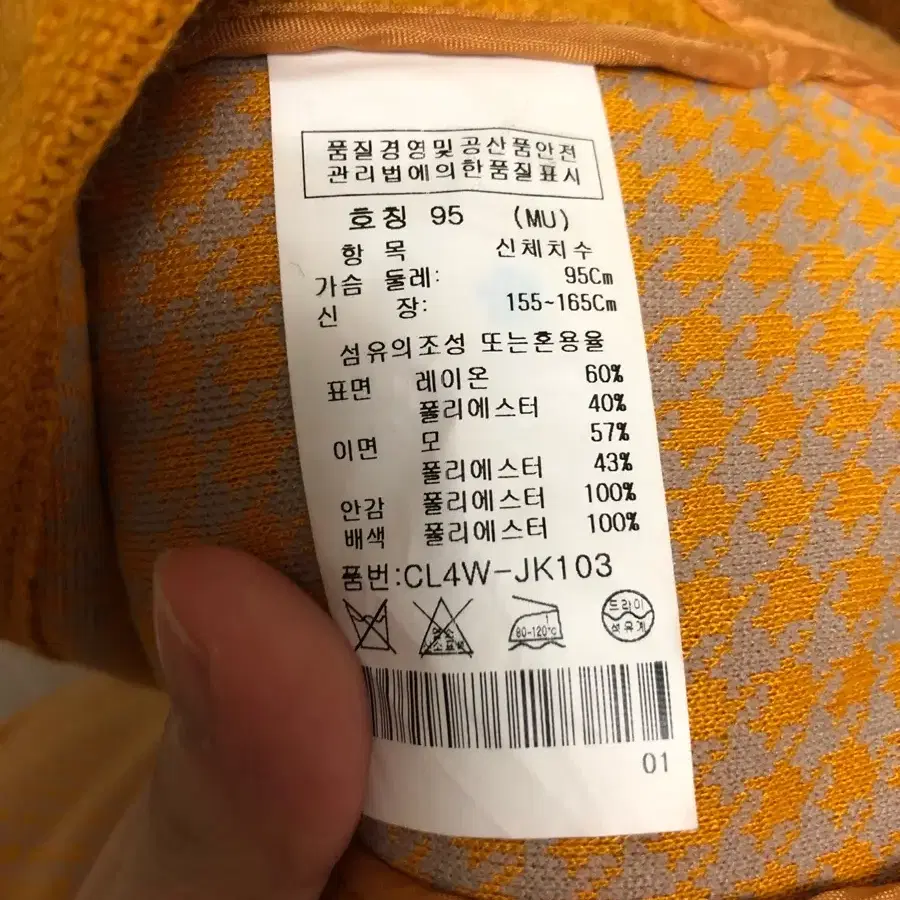 품질경영및공산품안전
관리법에의한품질표시
호칭 95 (MU)
항 목 신체치수
가슴 둘레: 95Cm
신 장: 155~165Cm
섬유의조성 또는혼용율
표면 레이온 60%
폴리에스터 40%
이면 모 57%
폴리에스터 43%
안감 폴리에스터 100%
배색 폴리에스터 100%
품번:CL4W-JK103
염소
80-120℃
드라이
석유계
01